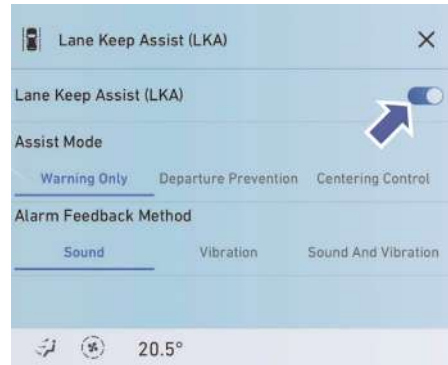 Lane Keep Assist (LKA)
Lane Keep Assist (LKA)
Assist Mode
Warning Only Departure Prevention Centering Control
Alarm Feedback Method
Sound Vibration Sound And Vibration
20.5°